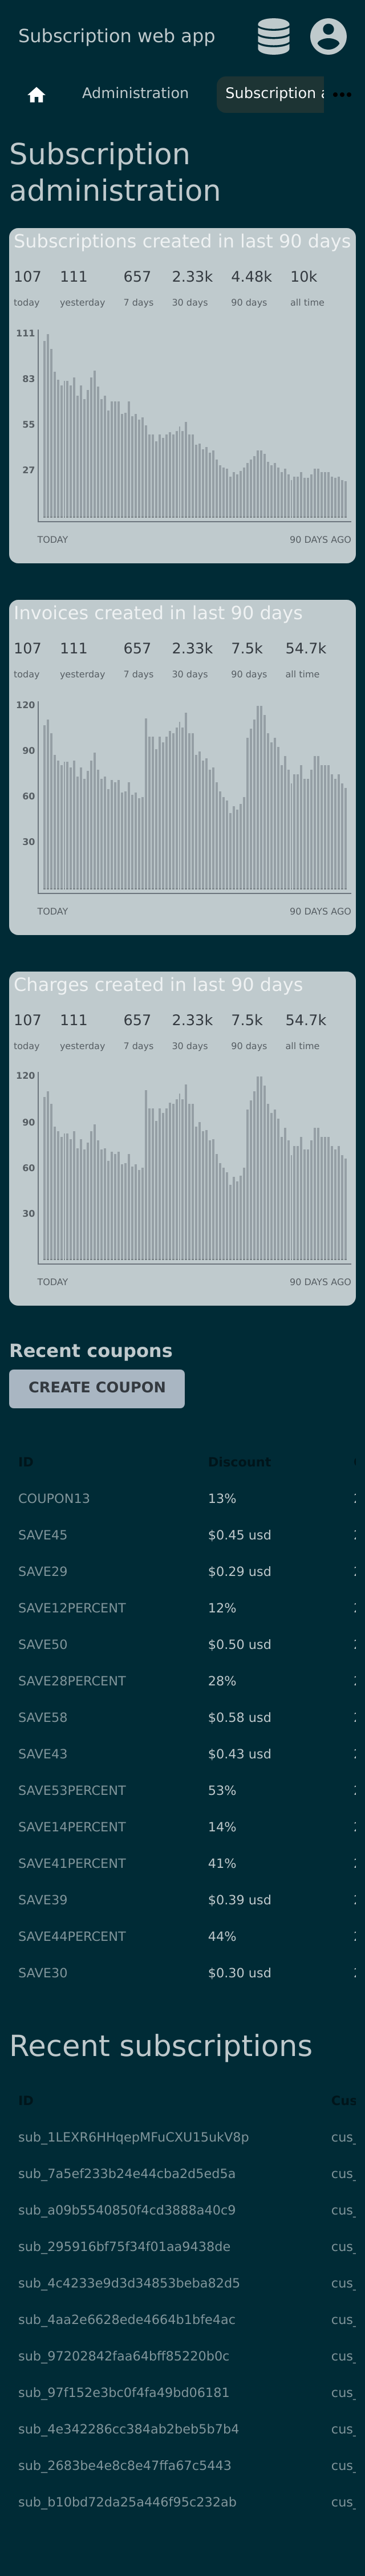 Subscription web app
Administration Subscription a
Subscription
administration
Subscriptions created in last 90 days
107 111 657 2.33k 4.48k 10k
today yesterday 7 days 30 days 90 days all time
111
83
55
27
TODAY 90 DAYS AGO
Invoices created in last 90 days
107 111 657 2.33k 7.5k 54.7k
today yesterday 7 days 30 days 90 days all time
120
90
60
30
TODAY 90 DAYS AGO
Charges created in last 90 days
107 111 657 2.33k 7.5k 54.7k
today yesterday 7 days 30 days 90 days all time
120
90
60
30
TODAY 90 DAYS AGO
Recent coupons
CREATE COUPON
ID Discount
COUPON13 13%
SAVE45 $0.45 usd
SAVE29 $0.29 usd
SAVE12PERCENT 12%
SAVE50 $0.50 usd
SAVE28PERCENT 28%
SAVE58 $0.58 usd
SAVE43 $0.43 usd
SAVE53PERCENT 53%
SAVE14PERCENT 14%
SAVE41PERCENT 41%
SAVE39 $0.39 usd
SAVE44PERCENT 44%
SAVE30 $0.30 usd
Recent subscriptions
ID Cus
sub_1LEXR6HHqepMFuCXU15ukV8p cus_
sub_7a5ef233b24e44cba2d5ed5a cus_
sub_a09b5540850f4cd3888a40c9 cus_
sub_295916bf75f34f01aa9438de cus_
sub_4c4233e9d3d34853beba82d5 cus_
sub_4aa2e6628ede4664b1bfe4ac cus_
sub_97202842faa64bff85220b0c cus_
sub_97f152e3bc0f4fa49bd06181 cus_
sub_4e342286cc384ab2beb5b7b4 cus_
sub_2683be4e8c8e47ffa67c5443 cus_
sub_b10bd72da25a446f95c232ab cus_